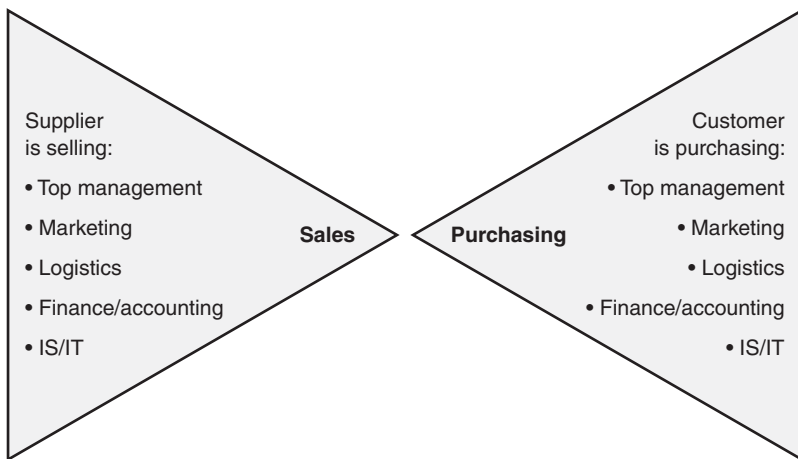 Supplier
is selling:
• Top management
• Marketing
• Logistics
• Finance/accounting
• IS/IT
Sales
Purchasing
Customer
is purchasing:
• Top management
• Marketing
• Logistics
• Finance/accounting
• IS/IT